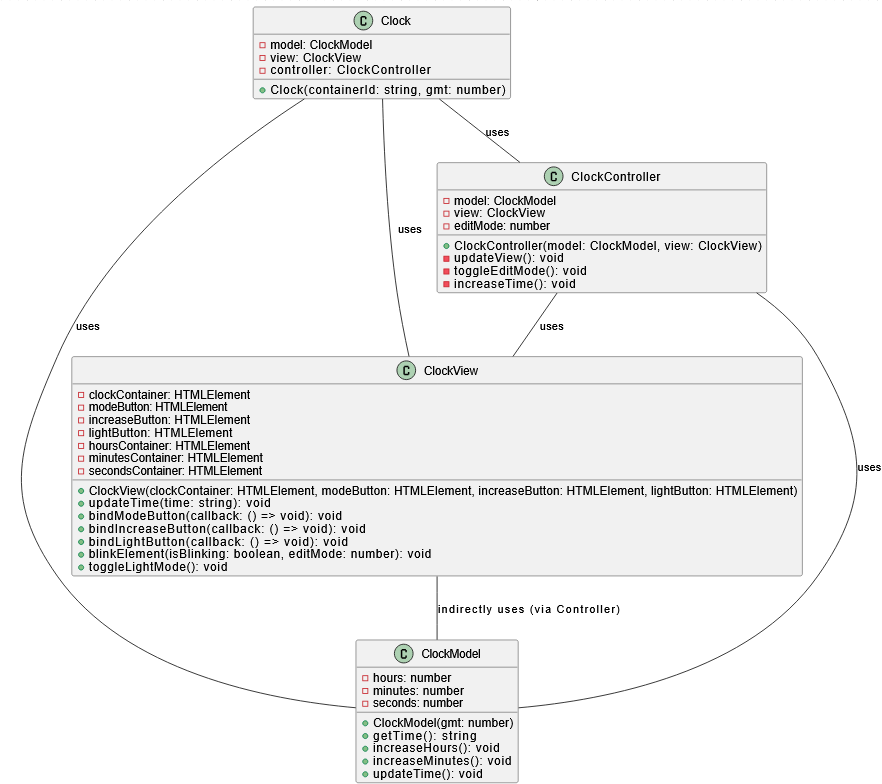 C Clock
model: ClockModel
view: ClockView
controller: ClockController
Clock(containerId: string, gmt: number)
uses
C ClockController
model: ClockModel
view: ClockView
editMode: number
ClockController(model: ClockModel, view: ClockView)
updateView(): void
toggleEditMode(): void
increaseTime(): void
uses
uses
uses
C ClockView
clockContainer: HTMLElement
modeButton: HTMLElement
increaseButton: HTMLElement
lightButton: HTMLElement
hoursContainer: HTMLElement
minutesContainer: HTMLElement
secondsContainer: HTMLElement
ClockView(clockContainer: HTMLElement, modeButton: HTMLElement, increaseButton: HTMLElement, lightButton: HTMLElement)
updateTime(time: string): void
bindModeButton(callback: () => void): void
bindIncreaseButton(callback: () => void): void
bindLightButton(callback: () => void): void
blinkElement(isBlinking: boolean, editMode: number): void
toggleLightMode(): void
uses
indirectly uses (via Controller)
C ClockModel
hours: number
minutes: number
seconds: number
ClockModel(gmt: number)
getTime(): string
increaseHours(): void
increaseMinutes(): void
updateTime(): void